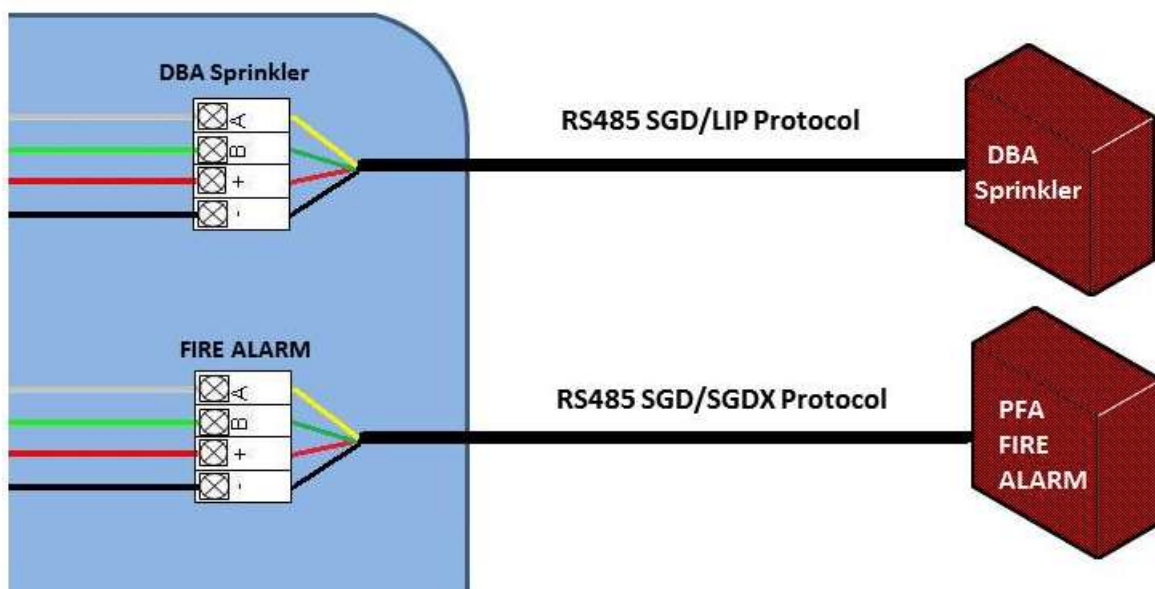 DBA Sprinkler
A
B
+
-
RS485 SGD/LIP Protocol
DBA
Sprinkler
FIRE ALARM
A
B
+
-
RS485 SGD/SGDX Protocol
PFA
FIRE
ALARM